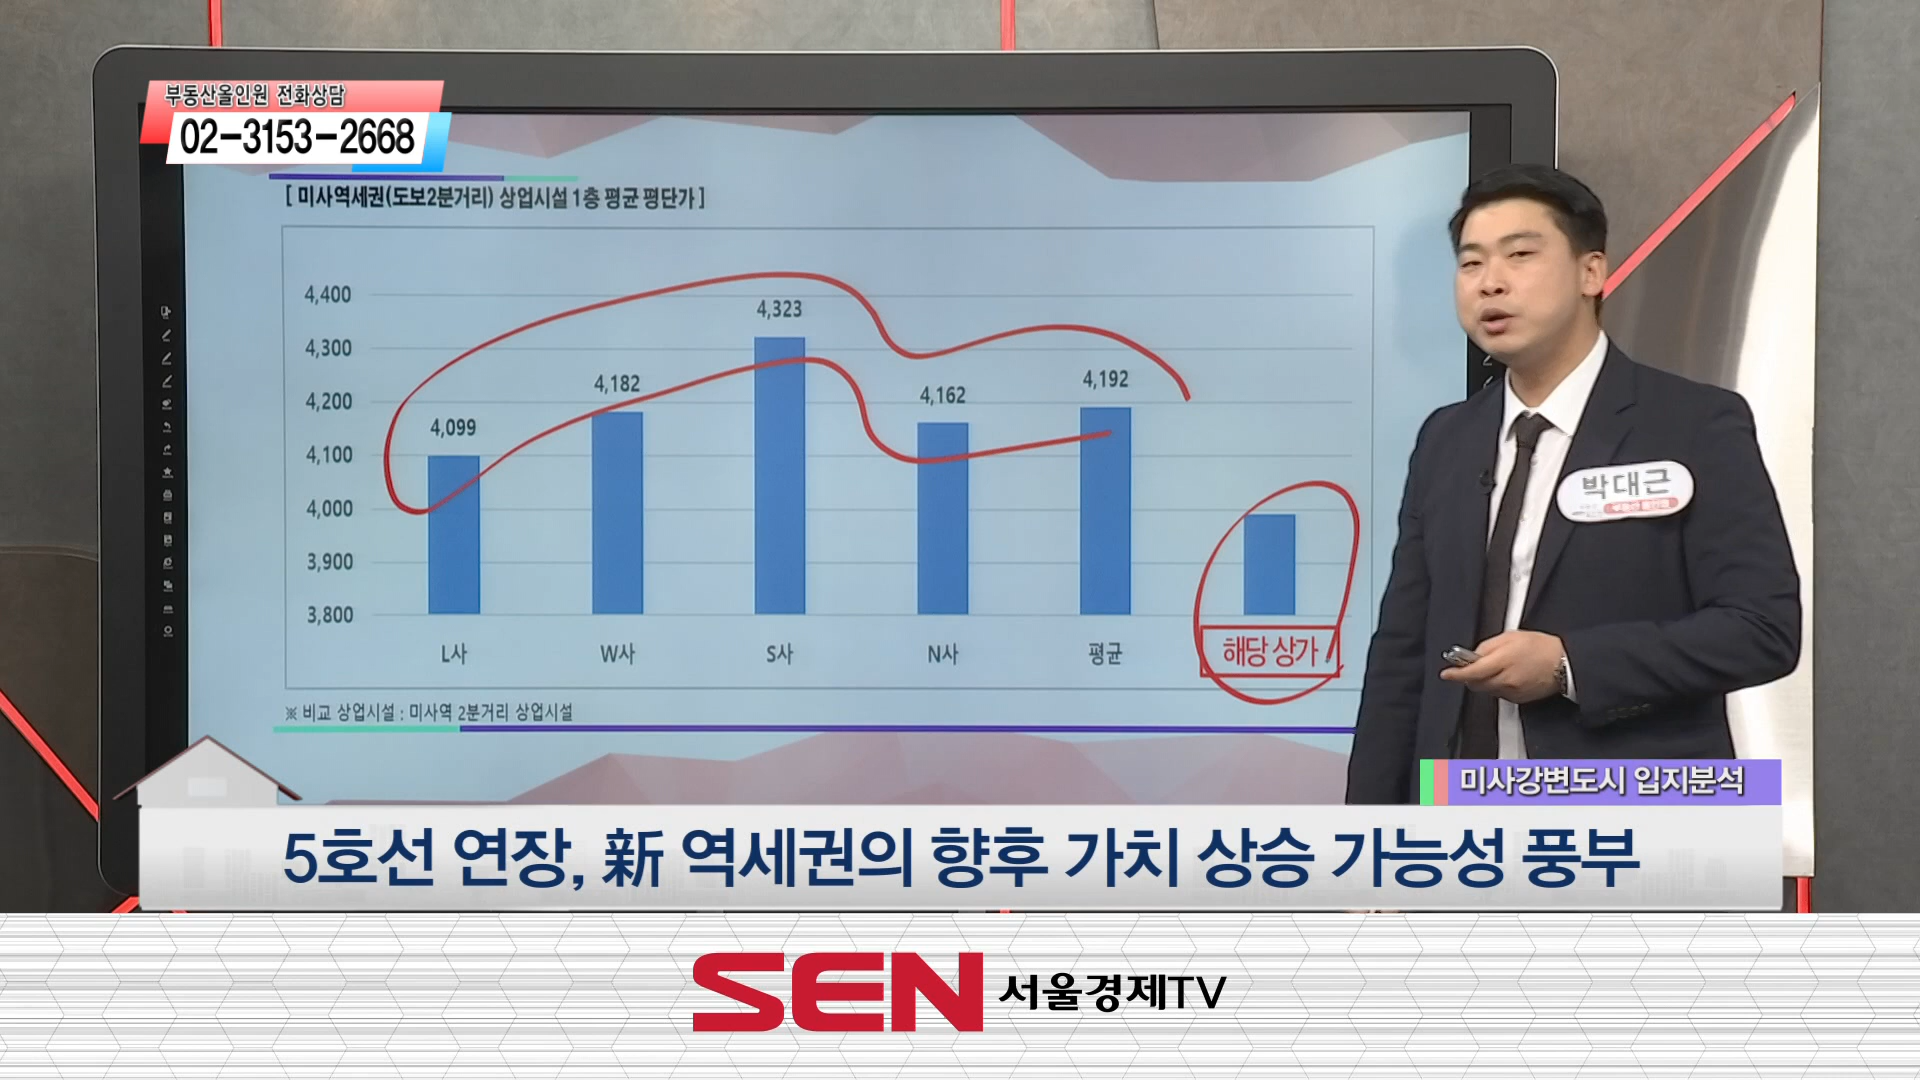 부동산올인원 전화상담
02-3153-2668
[ 미사역세권(도보2분거리) 상업시설 1층 평균 평단가 ]
4,400
4,300
4,200
4,100
4,000
3,900
3,800
4,099
4,182
4,323
4,162
4,192
L사
W사
S사
N사
평균
해당 상가
※ 비교 상업시설 : 미사역 2분거리 상업시설
박대근
미사강변도시 입지분석
5호선 연장, 新 역세권의 향후 가치 상승 가능성 풍부
SEN 서울경제TV